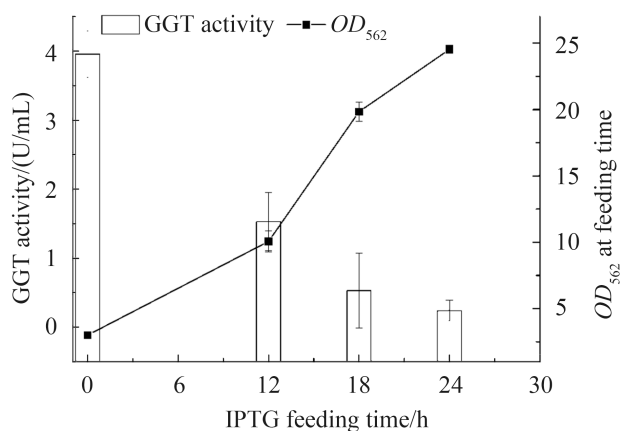 GGT activity OD562
GGT activity/(U/mL)
4
3
2
1
0
OD562 at feeding time
25
20
15
10
5
0 6 12 18 24 30
IPTG feeding time/h